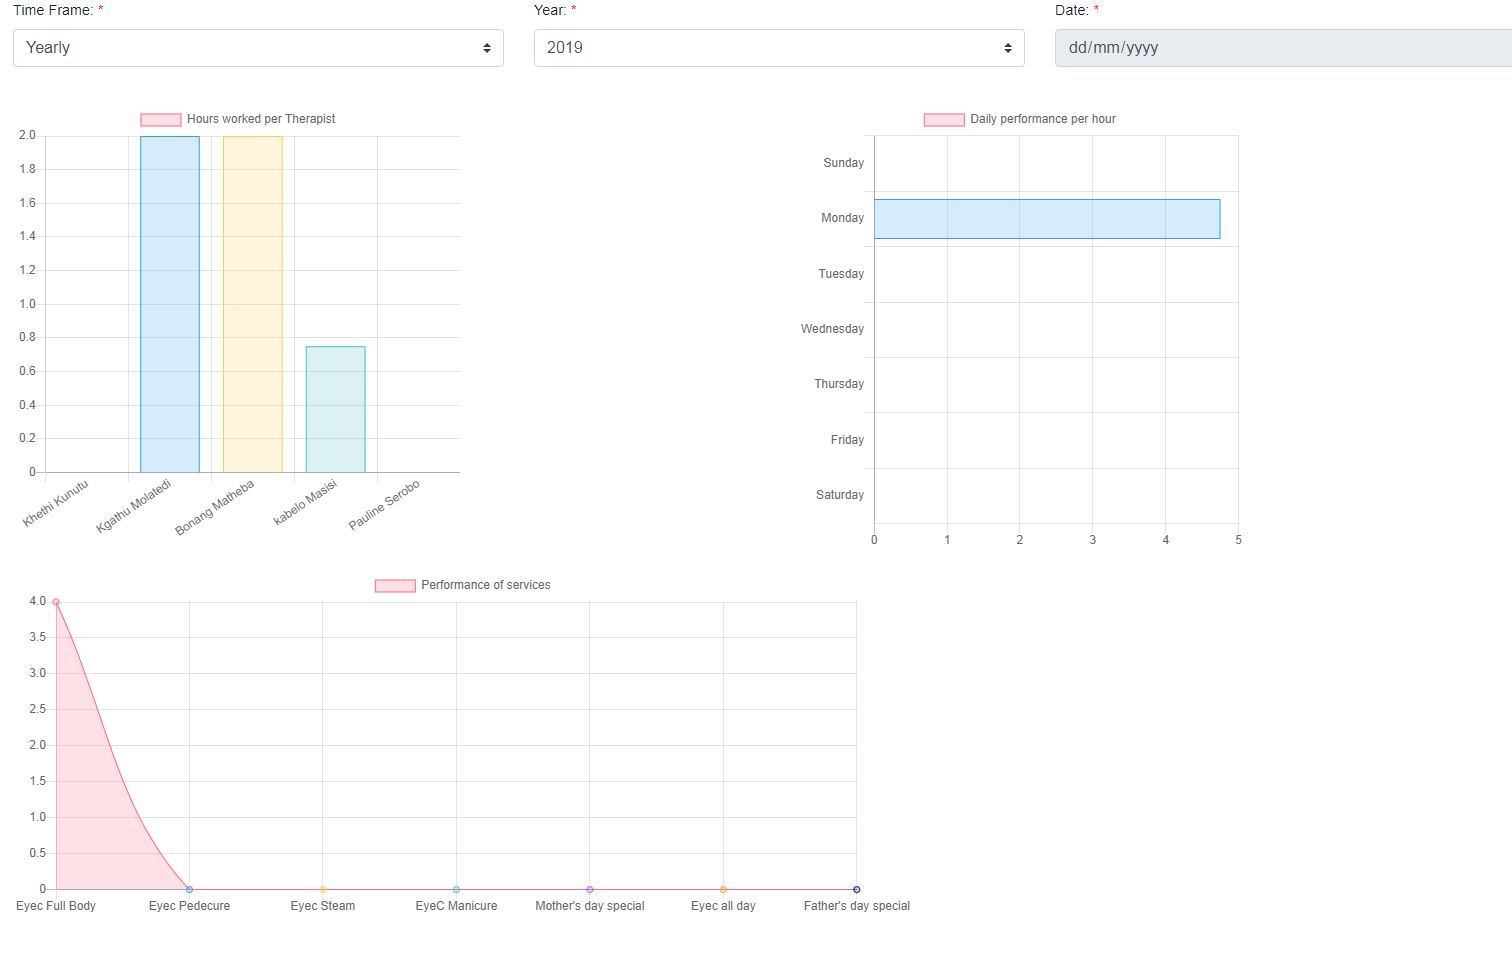 Time Frame: *
Year: *
Date: *
Yearly
2019
dd/mm/yyyy
Hours worked per Therapist
2.0
1.8
1.6
1.4
1.2
1.0
0.8
0.6
0.4
0.2
0
Khethi Kunutu
Kgathu Molatedi
Bonang Matheba
kabelo Masisi
Pauline Serobo
Daily performance per hour
Sunday
Monday
Tuesday
Wednesday
Thursday
Friday
Saturday
0 1 2 3 4 5
Performance of services
4.0
3.5
3.0
2.5
2.0
1.5
1.0
0.5
0
Eyec Full Body
Eyec Pedecure
Eyec Steam
EyeC Manicure
Mother's day special
Eyec all day
Father's day special